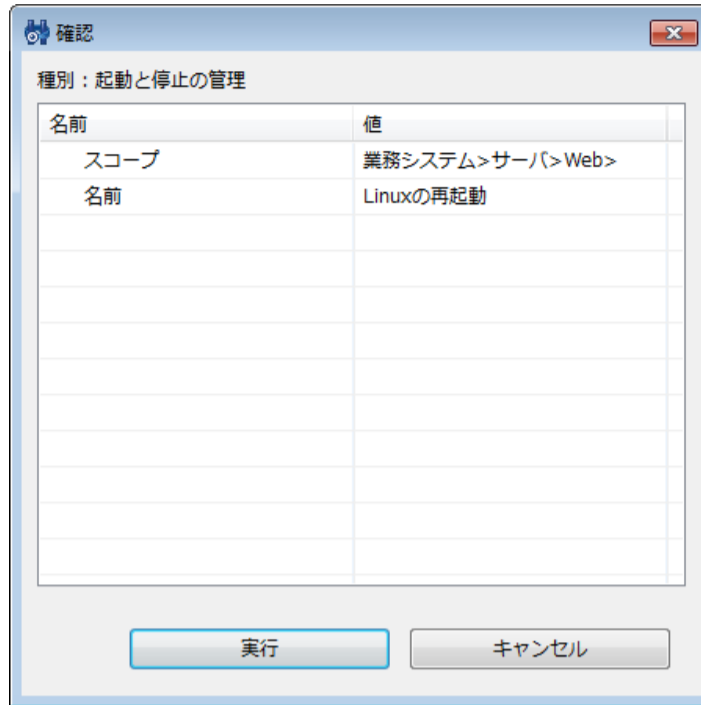 確認
種別：起動と停止の管理
名前 値
スコープ 業務システム>サーバ>Web>
名前 Linuxの再起動
実行 キャンセル